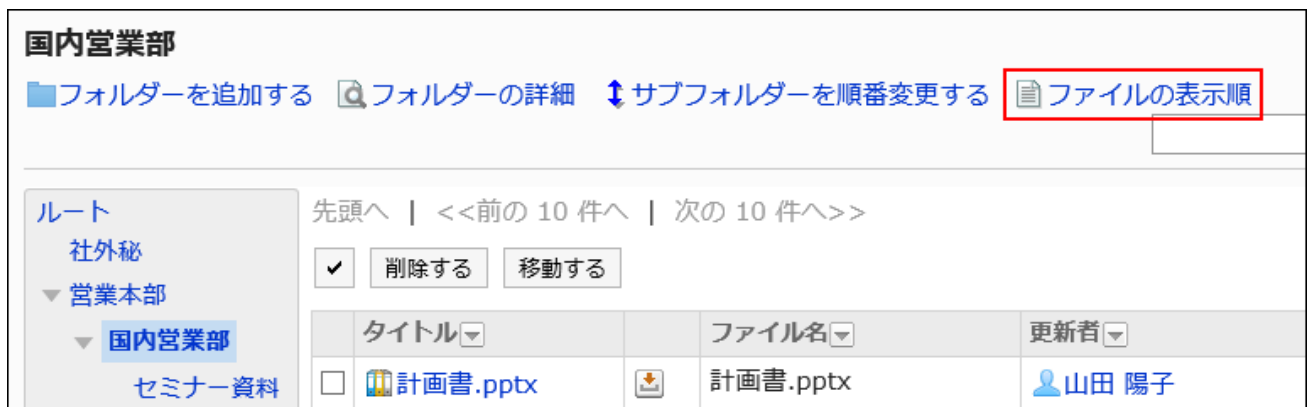 国内営業部
フォルダーを追加する フォルダーの詳細 サブフォルダーを順番変更する ファイルの表示順
ルート
社外秘
営業本部
国内営業部
セミナー資料
先頭へ | <<前の 10 件へ | 次の 10 件へ>>
削除する 移動する
タイトル ファイル名 更新者
計画書.pptx 計画書.pptx 山田 陽子